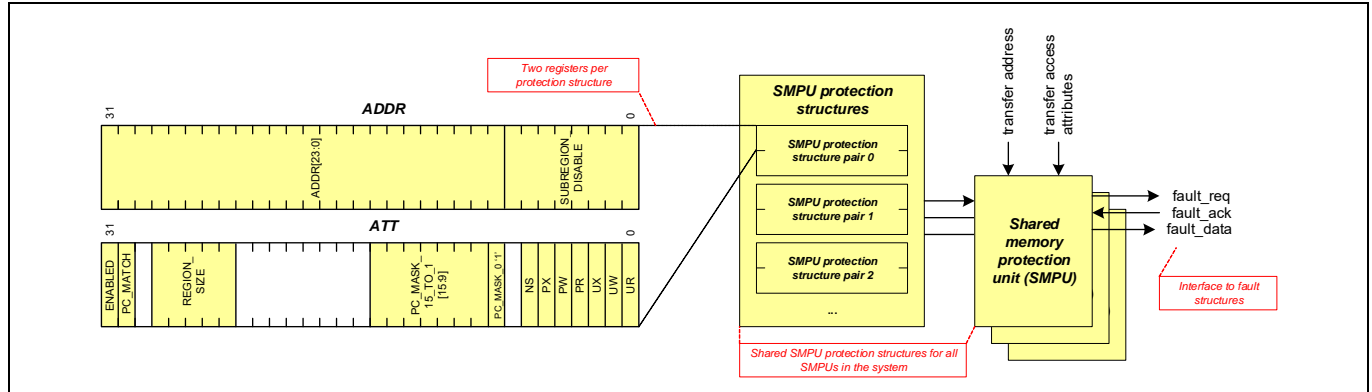 Two registers per
protection structure
31
ADDR
0
ADDR[23:0]
SUBREGION_
DISABLE
31
ATT
0
ENABLED
PC_MATCH
REGION_
SIZE
PC_MASK_
15_TO_1
[15:9]
PC_MASK_0 '1'
NS
PX
PW
PR
UX
UW
UR
SMPU protection
structures
SMPU protection
structure pair 0
SMPU protection
structure pair 1
SMPU protection
structure pair 2
...
Shared SMPU protection structures for all
SMPUs in the system
transfer address
transfer access
attributes
Shared
memory
protection
unit (SMPU)
fault_req
fault_ack
fault_data
Interface to fault
structures